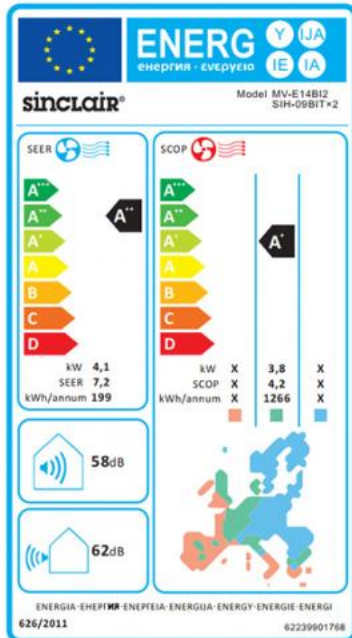 ENERG Y IJA
енергия · ενεργεια IE IA
sinclair® Model MV-E14BI2
SIH-09BIT×2
SEER SCOP
A+++ A+++
A++ A++ A++
A+ A+ A+
A A
B B
C C
D D
kW 4,1 kW X 3,8 X
SEER 7,2 SCOP X 4,2 X
kWh/annum 199 kWh/annum X 1266 X
58dB
62dB
ENERGIA·ЕНЕРГИЯ·ΕΝΕΡΓΕΙΑ·ENERGIJA·ENERGY·ENERGIE·ENERGI
626/2011 62239901768